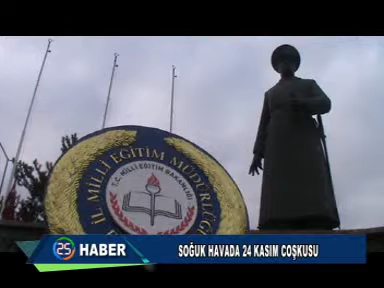 İL MİLLİ EĞİTİM MÜDÜRLÜĞÜ
T.C. MİLLİ EĞİTİM BAKANLIĞI
25 HABER
SOĞUK HAVADA 24 KASIM COŞKUSU